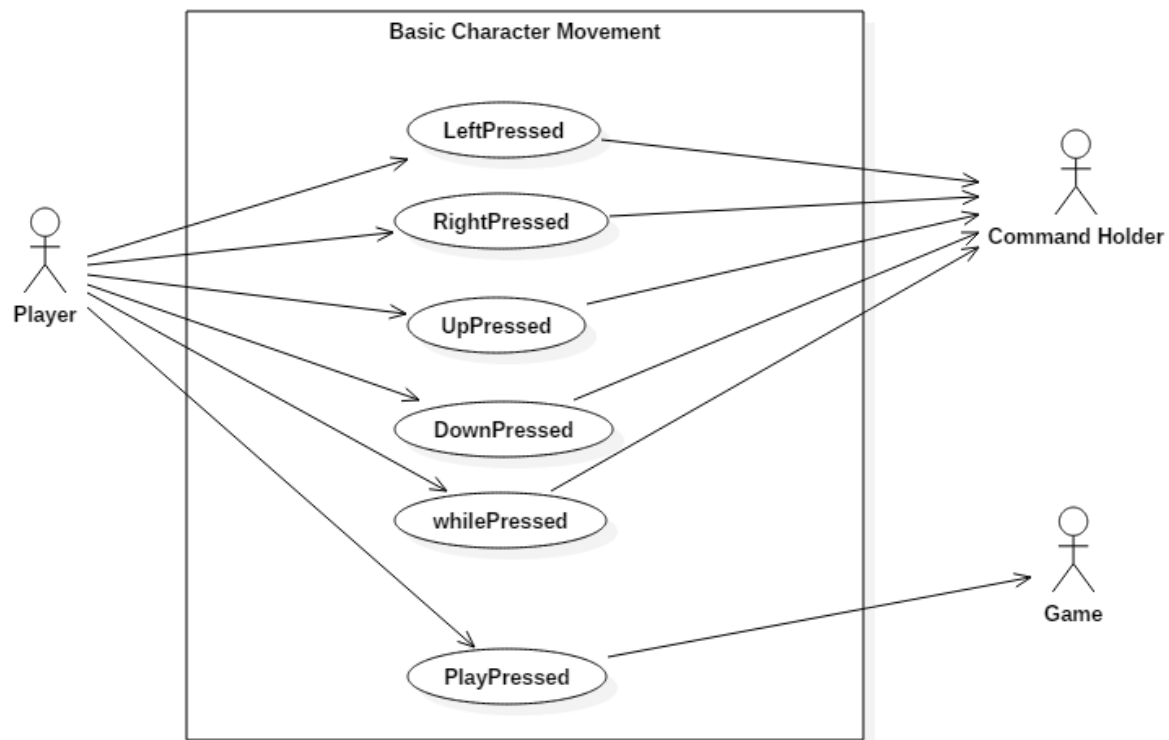 Basic Character Movement
LeftPressed
RightPressed
Command Holder
Player
UpPressed
DownPressed
whilePressed
Game
PlayPressed